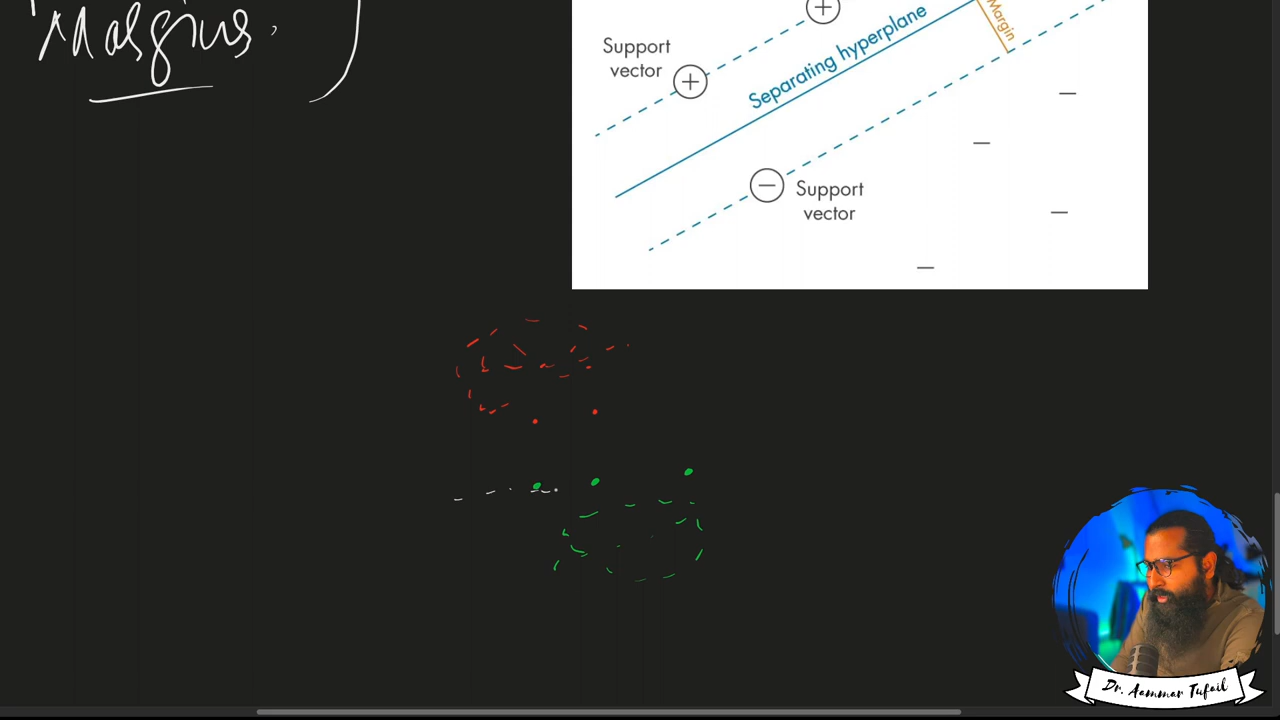 Margins.
Support
vector
Separating hyperplane
Margin
Support
vector
Dr. Aammar Tufail